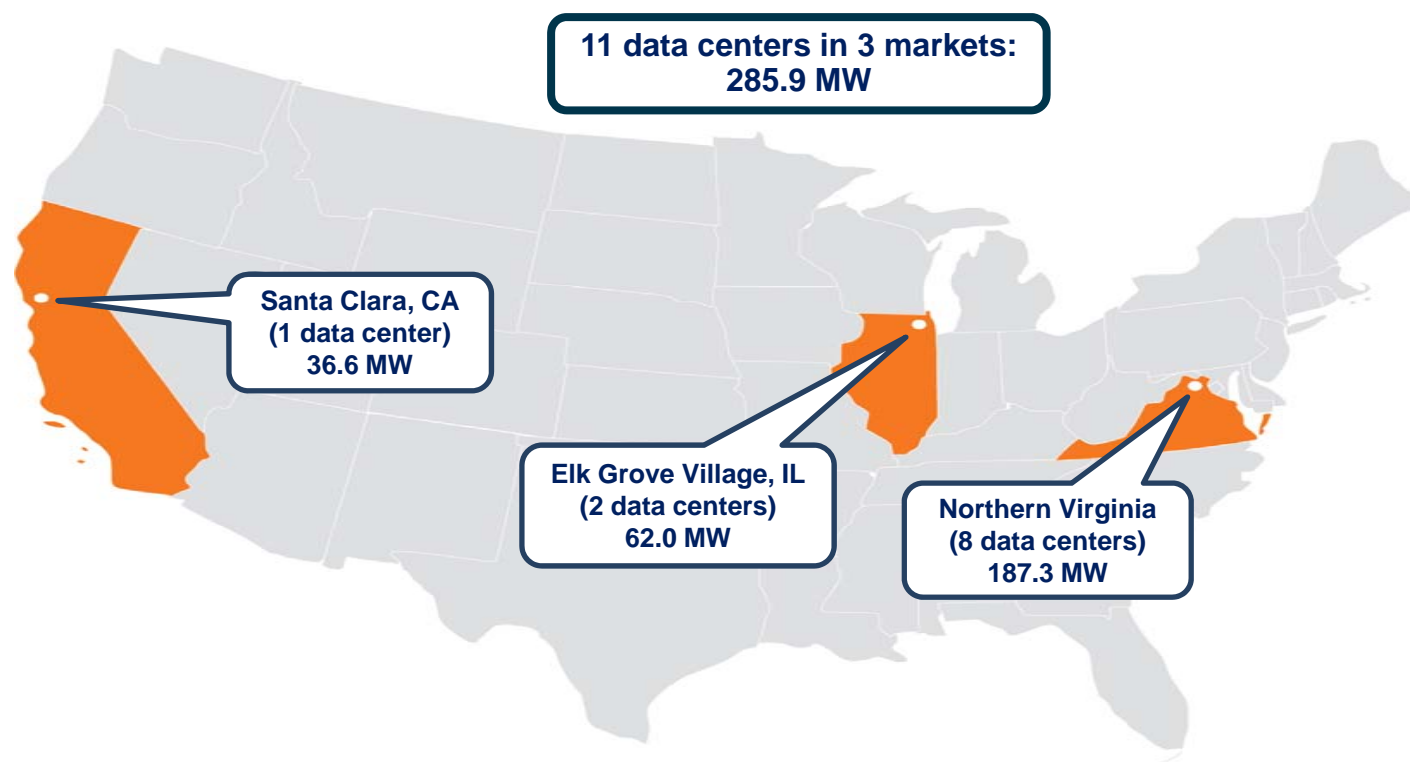 11 data centers in 3 markets:
285.9 MW
Santa Clara, CA
(1 data center)
36.6 MW
Elk Grove Village, IL
(2 data centers)
62.0 MW
Northern Virginia
(8 data centers)
187.3 MW